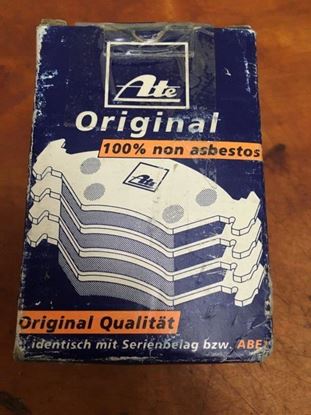 Ate
Original
100% non asbestos
Ate
Original Qualität
identisch mit Serienbelag bzw. ABE